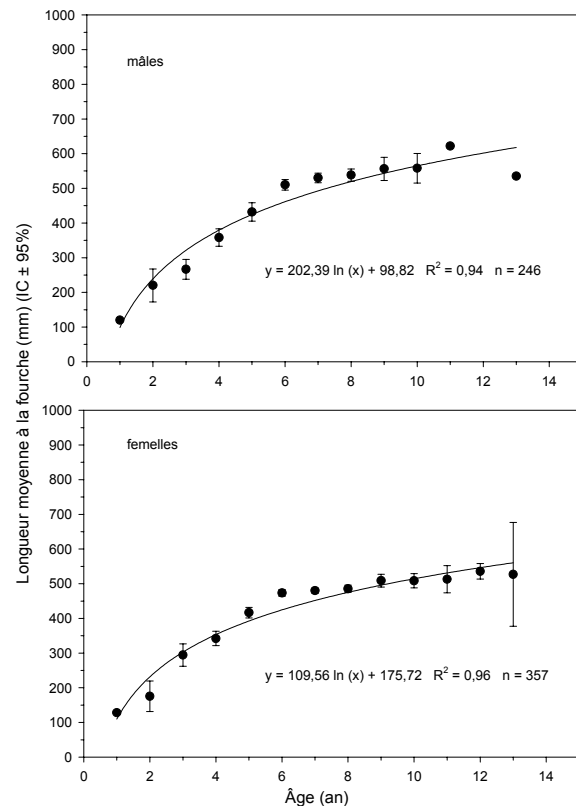 Longueur moyenne à la fourche (mm) (IC ± 95%)
1000
900
800
700
600
500
400
300
200
100
0
mâles
y = 202,39 ln (x) + 98,82 R² = 0,94 n = 246
0 2 4 6 8 10 12 14
1000
900
800
700
600
500
400
300
200
100
0
femelles
y = 109,56 ln (x) + 175,72 R² = 0,96 n = 357
0 2 4 6 8 10 12 14
Âge (an)